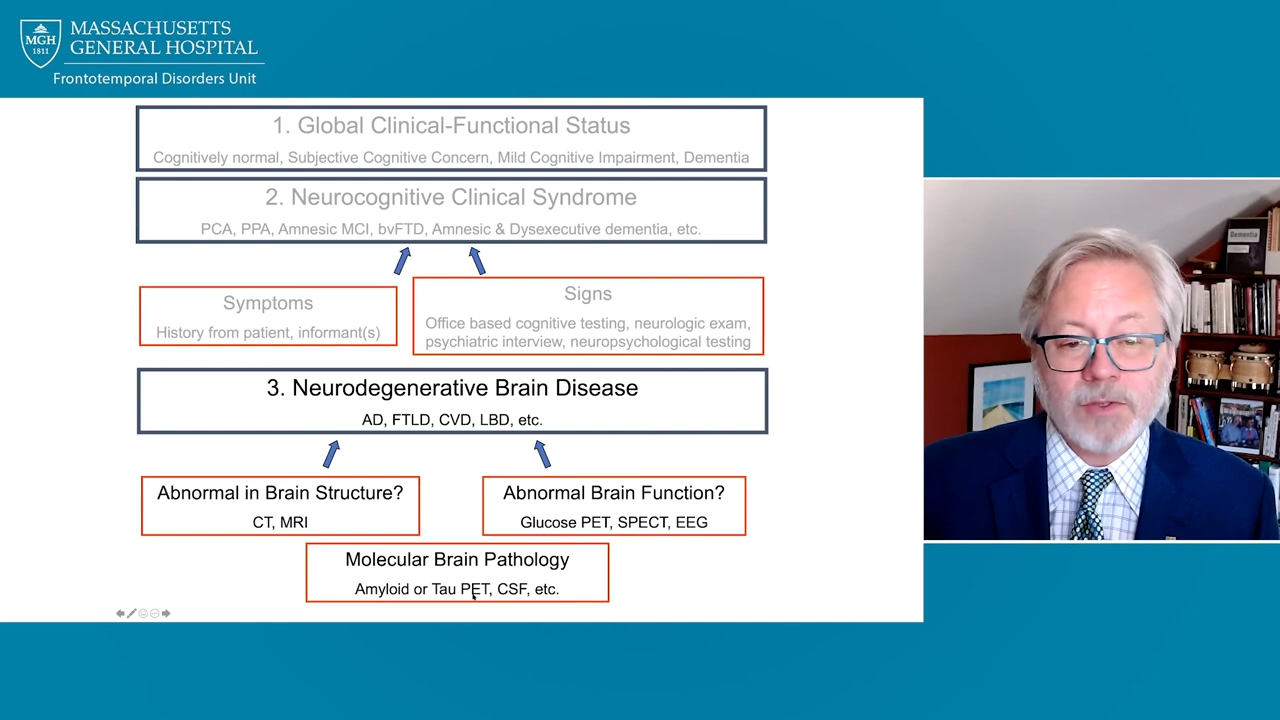 MASSACHUSETTS
GENERAL HOSPITAL
MGH
1811
Frontotemporal Disorders Unit
1. Global Clinical-Functional Status
Cognitively normal, Subjective Cognitive Concern, Mild Cognitive Impairment, Dementia
2. Neurocognitive Clinical Syndrome
PCA, PPA, Amnesic MCI, bvFTD, Amnesic & Dysexecutive dementia, etc.
Symptoms
History from patient, informant(s)
Signs
Office based cognitive testing, neurologic exam,
psychiatric interview, neuropsychological testing
3. Neurodegenerative Brain Disease
AD, FTLD, CVD, LBD, etc.
Abnormal in Brain Structure?
CT, MRI
Abnormal Brain Function?
Glucose PET, SPECT, EEG
Molecular Brain Pathology
Amyloid or Tau PET, CSF, etc.
Dementia